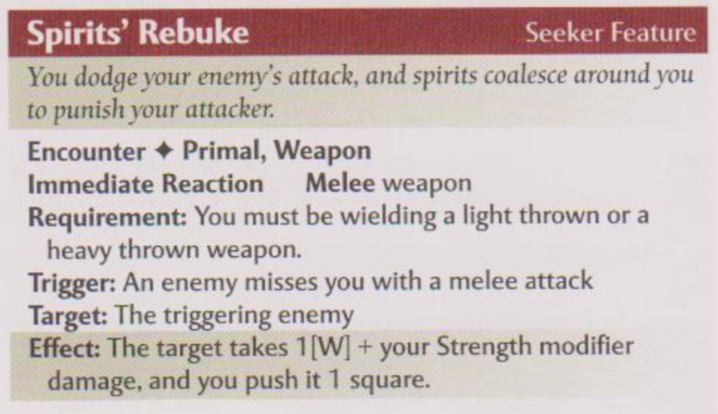 Spirits' Rebuke Seeker Feature
You dodge your enemy's attack, and spirits coalesce around you
to punish your attacker.
Encounter ✦ Primal, Weapon
Immediate Reaction Melee weapon
Requirement: You must be wielding a light thrown or a
heavy thrown weapon.
Trigger: An enemy misses you with a melee attack
Target: The triggering enemy
Effect: The target takes 1[W] + your Strength modifier
damage, and you push it 1 square.